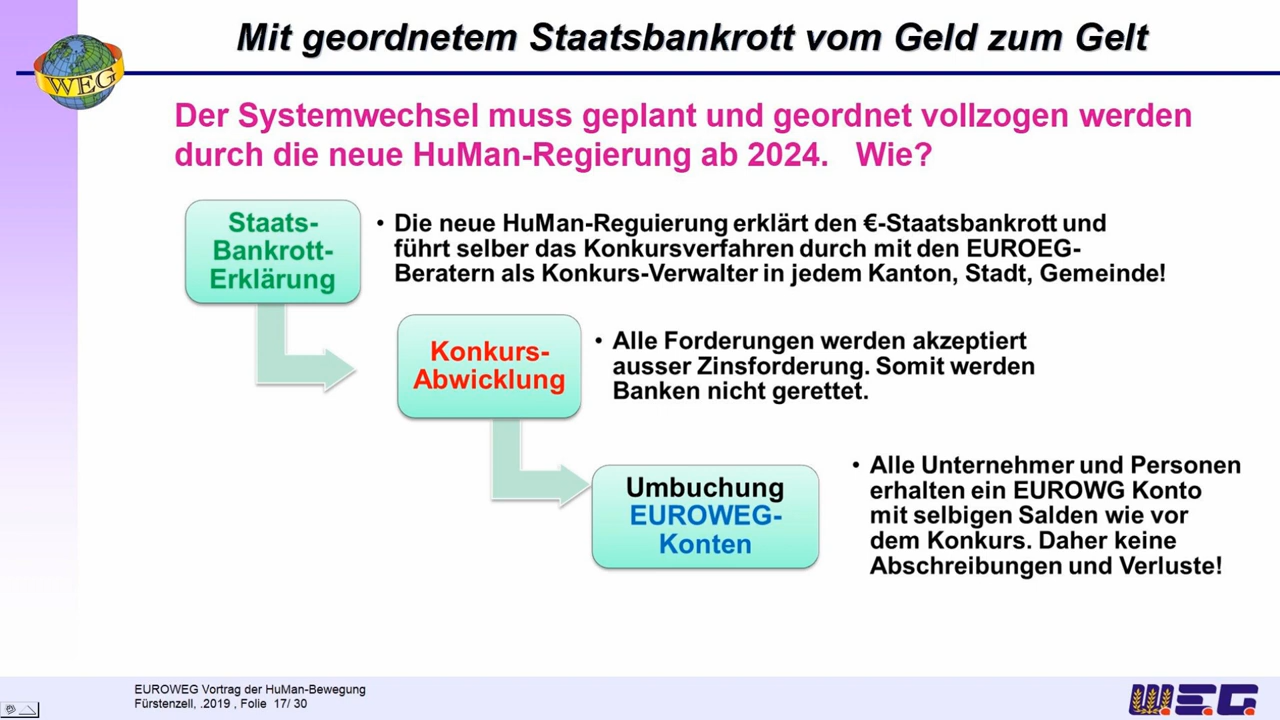 Mit geordnetem Staatsbankrott vom Geld zum Gelt
WEG
Der Systemwechsel muss geplant und geordnet vollzogen werden
durch die neue HuMan-Regierung ab 2024. Wie?
Staats-
Bankrott-
Erklärung
• Die neue HuMan-Reguierung erklärt den €-Staatsbankrott und
führt selber das Konkursverfahren durch mit den EUROEG-
Beratern als Konkurs-Verwalter in jedem Kanton, Stadt, Gemeinde!
Konkurs-
Abwicklung
• Alle Forderungen werden akzeptiert
ausser Zinsforderung. Somit werden
Banken nicht gerettet.
Umbuchung
EUROWEG-
Konten
• Alle Unternehmer und Personen
erhalten ein EUROWG Konto
mit selbigen Salden wie vor
dem Konkurs. Daher keine
Abschreibungen und Verluste!
EUROWEG Vortrag der HuMan-Bewegung
Fürstenzell, .2019 , Folie 17/ 30
W.E.G.